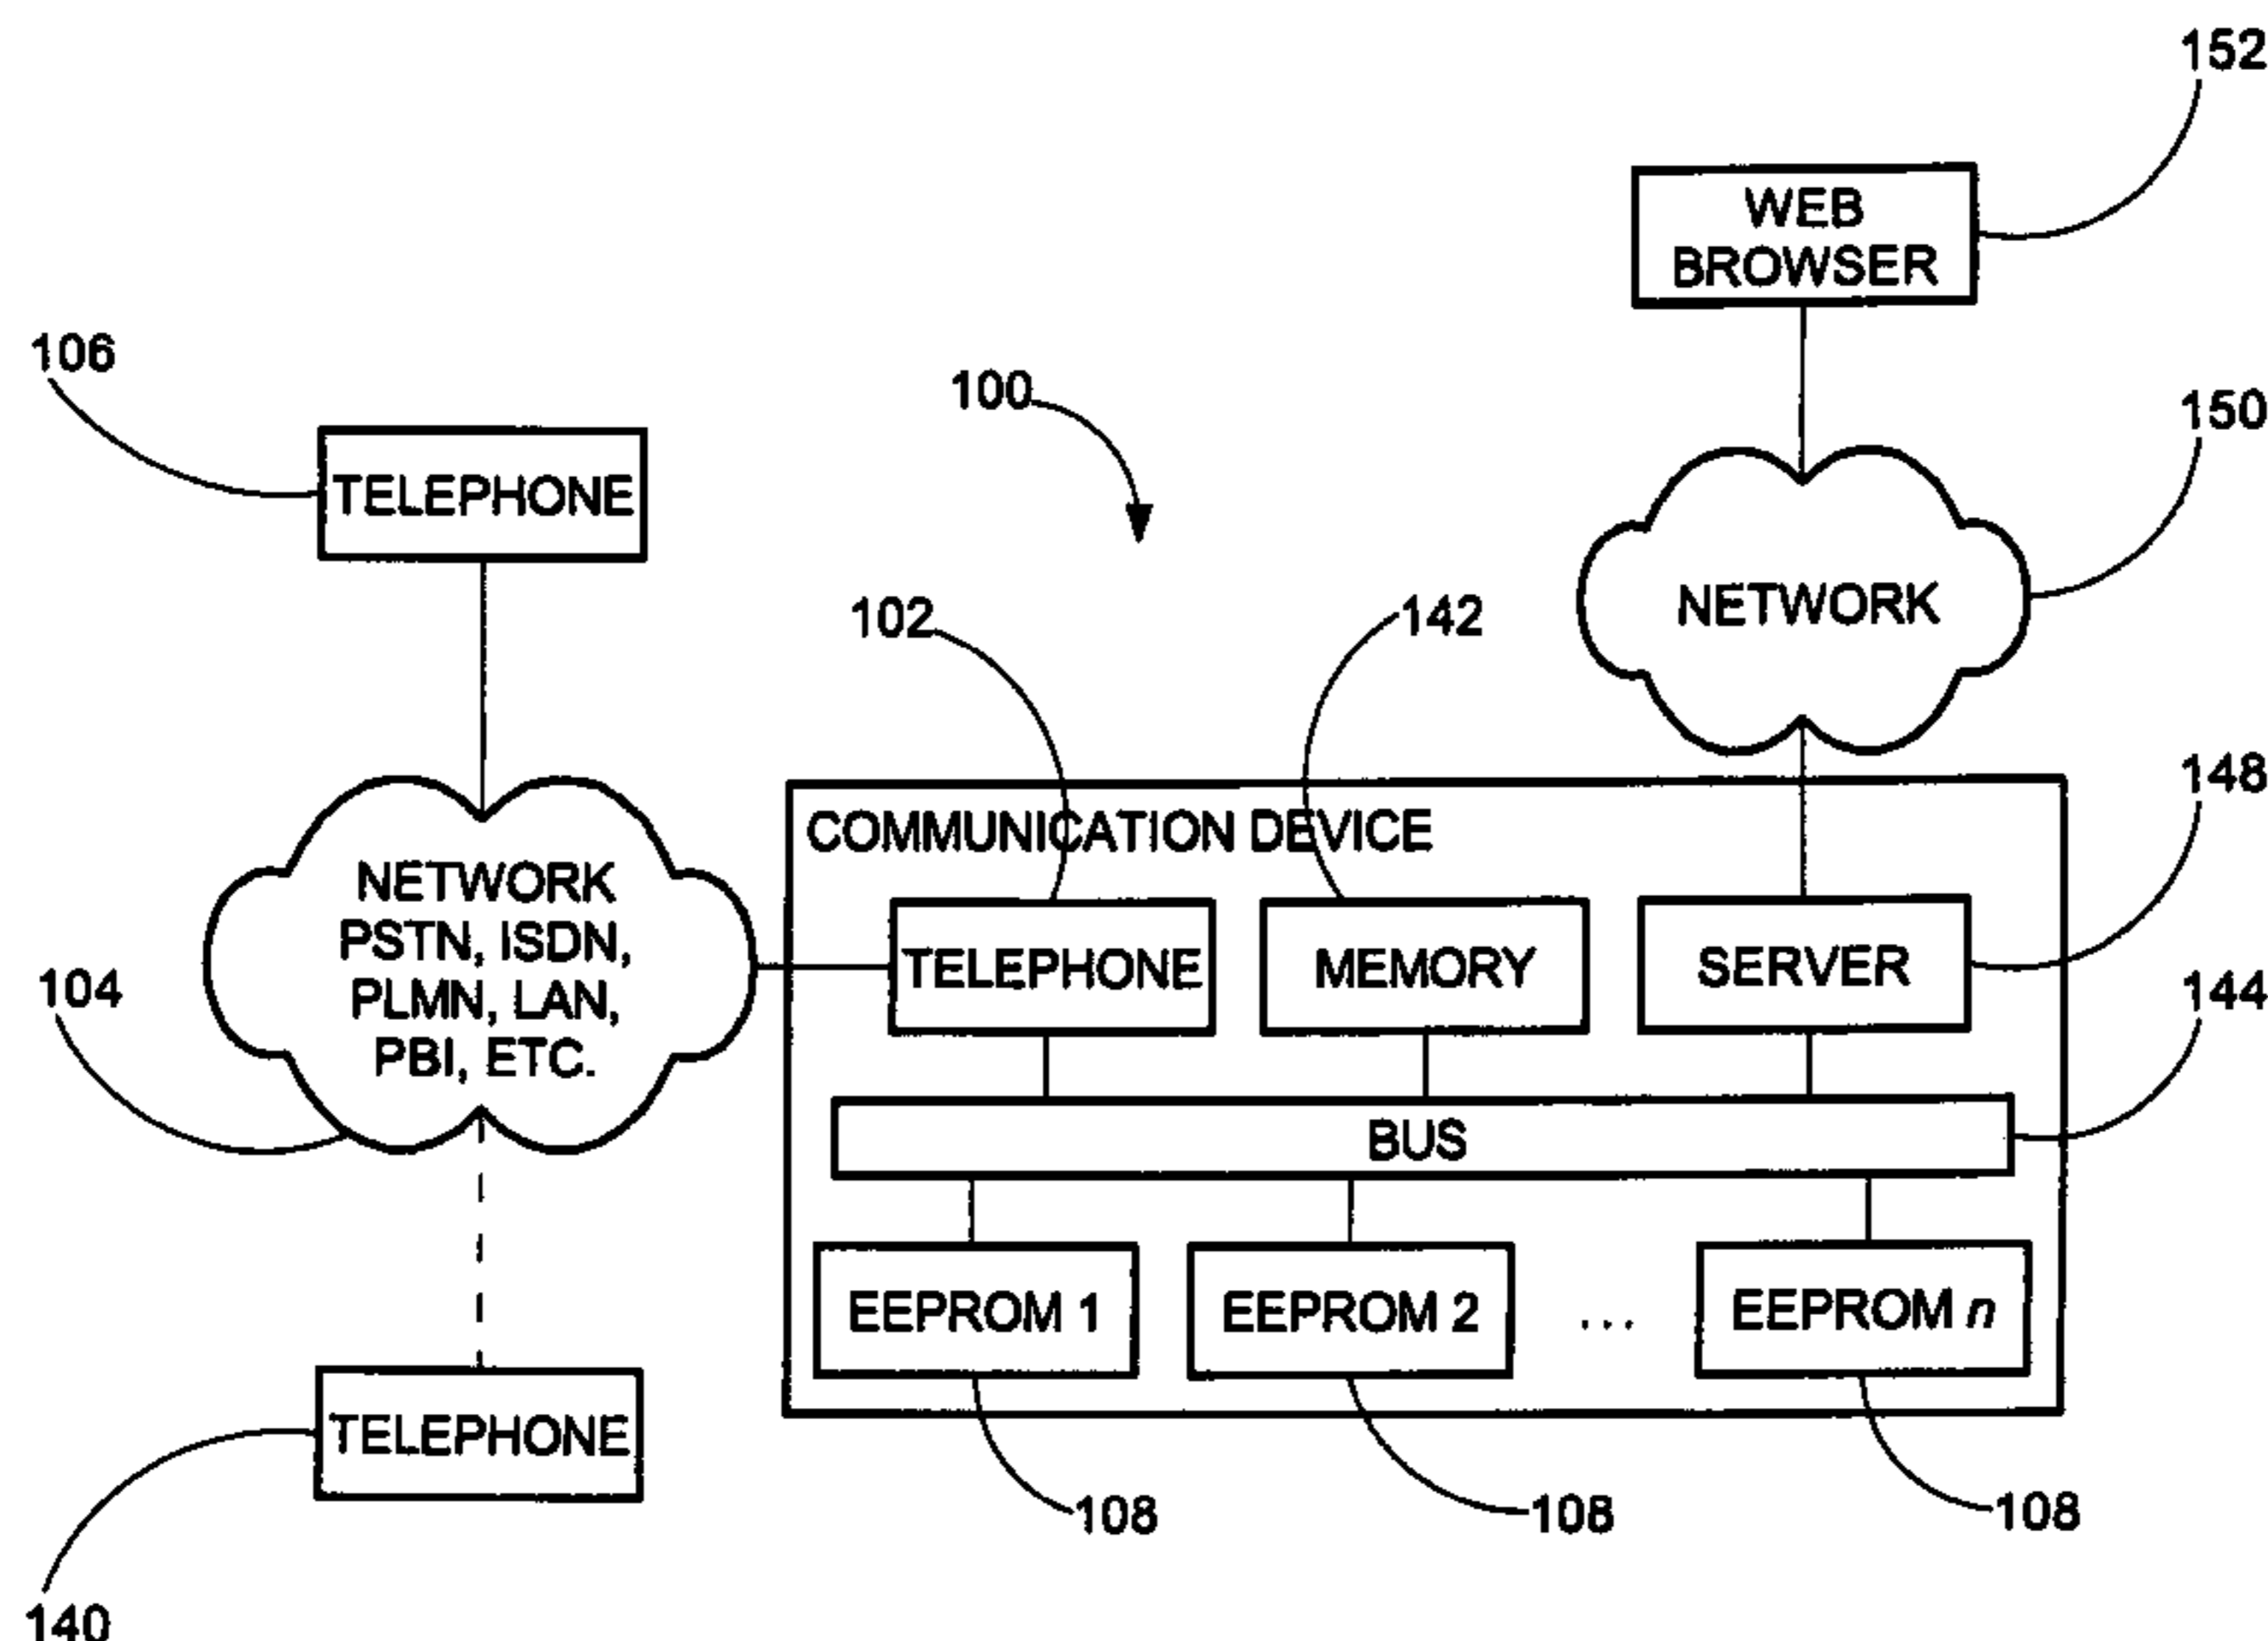 152
WEB
BROWSER
106
100
150
TELEPHONE
102
142
NETWORK
148
COMMUNICATION DEVICE
NETWORK
PSTN, ISDN,
PLMN, LAN,
PBI, ETC.
104
TELEPHONE
MEMORY
SERVER
144
BUS
EEPROM 1
EEPROM 2
...
EEPROM n
TELEPHONE
108
108
108
140